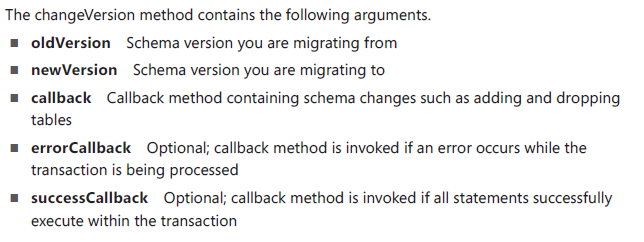 The changeVersion method contains the following arguments.
■ oldVersion Schema version you are migrating from
■ newVersion Schema version you are migrating to
■ callback Callback method containing schema changes such as adding and dropping
tables
■ errorCallback Optional; callback method is invoked if an error occurs while the
transaction is being processed
■ successCallback Optional; callback method is invoked if all statements successfully
execute within the transaction